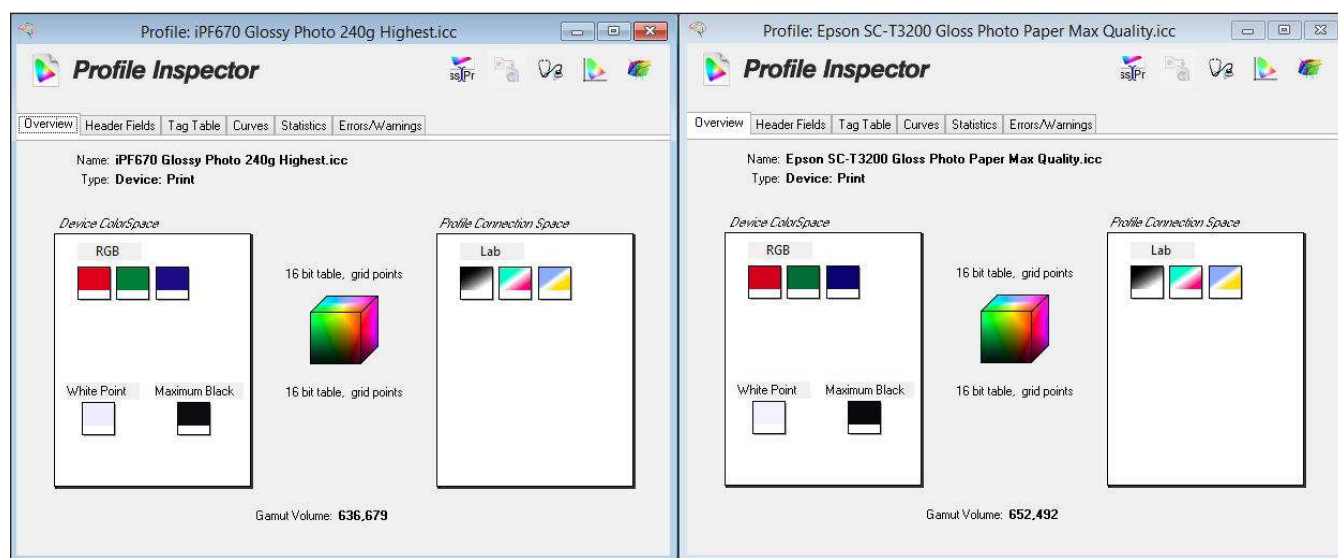 Profile: iPF670 Glossy Photo 240g Highest.icc
Profile Inspector
ss|Pr
Overview
Header Fields
Tag Table
Curves
Statistics
Errors/Warnings
Name: iPF670 Glossy Photo 240g Highest.icc
Type: Device: Print
Device ColorSpace
Profile Connection Space
RGB
Lab
16 bit table, grid points
16 bit table, grid points
White Point
Maximum Black
Gamut Volume: 636,679
Profile: Epson SC-T3200 Gloss Photo Paper Max Quality.icc
Profile Inspector
ss|Pr
Overview
Header Fields
Tag Table
Curves
Statistics
Errors/Warnings
Name: Epson SC-T3200 Gloss Photo Paper Max Quality.icc
Type: Device: Print
Device ColorSpace
Profile Connection Space
RGB
Lab
16 bit table, grid points
16 bit table, grid points
White Point
Maximum Black
Gamut Volume: 652,492